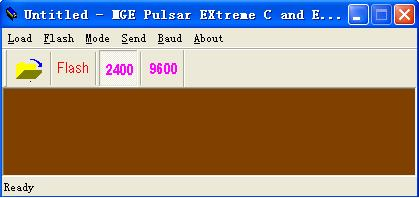 Untitled - MGE Pulsar EXtreme C and E...
Load Flash Mode Send Baud About
Flash 2400 9600
Ready